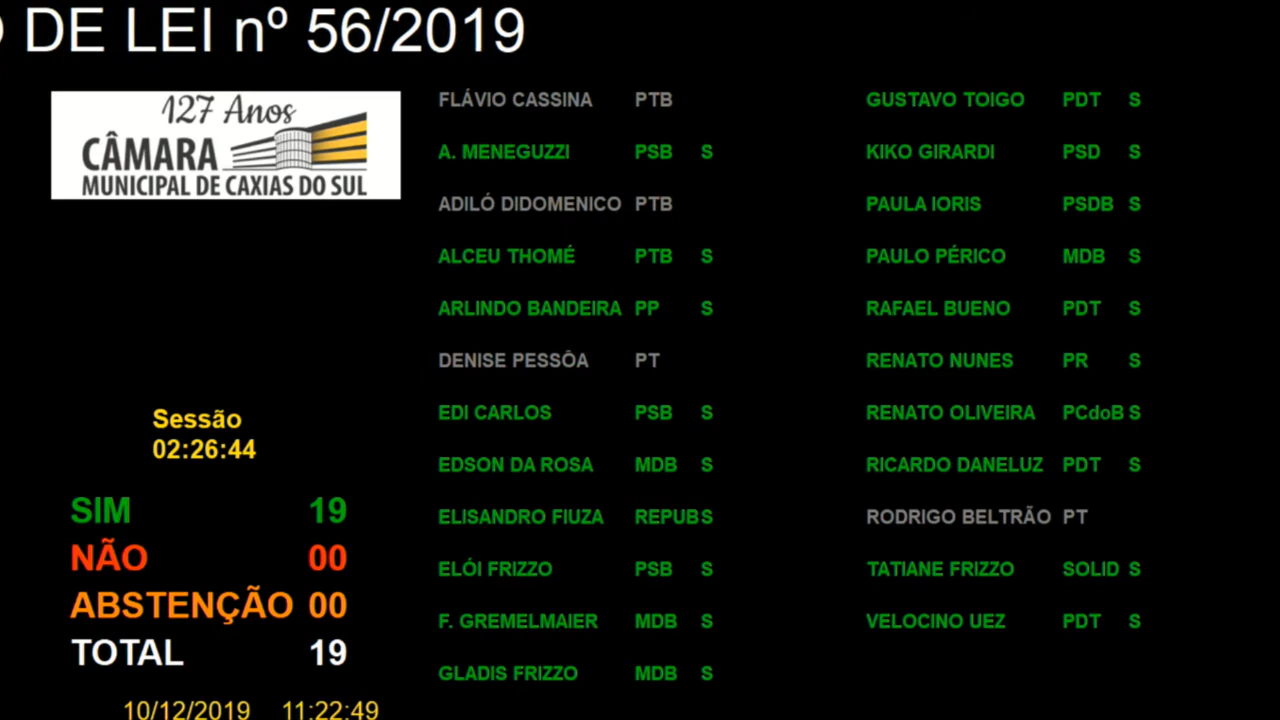 DE LEI nº 56/2019
127 Anos
CÂMARA
MUNICIPAL DE CAXIAS DO SUL
Sessão
02:26:44
SIM 19
NÃO 00
ABSTENÇÃO 00
TOTAL 19
10/12/2019 11:22:49
FLÁVIO CASSINA PTB
A. MENEGUZZI PSB S
ADILÓ DIDOMENICO PTB
ALCEU THOMÉ PTB S
ARLINDO BANDEIRA PP S
DENISE PESSÔA PT
EDI CARLOS PSB S
EDSON DA ROSA MDB S
ELISANDRO FIUZA REPUB S
ELÓI FRIZZO PSB S
F. GREMELMAIER MDB S
GLADIS FRIZZO MDB S
GUSTAVO TOIGO PDT S
KIKO GIRARDI PSD S
PAULA IORIS PSDB S
PAULO PÉRICO MDB S
RAFAEL BUENO PDT S
RENATO NUNES PR S
RENATO OLIVEIRA PCdoB S
RICARDO DANELUZ PDT S
RODRIGO BELTRÃO PT
TATIANE FRIZZO SOLID S
VELOCINO UEZ PDT S